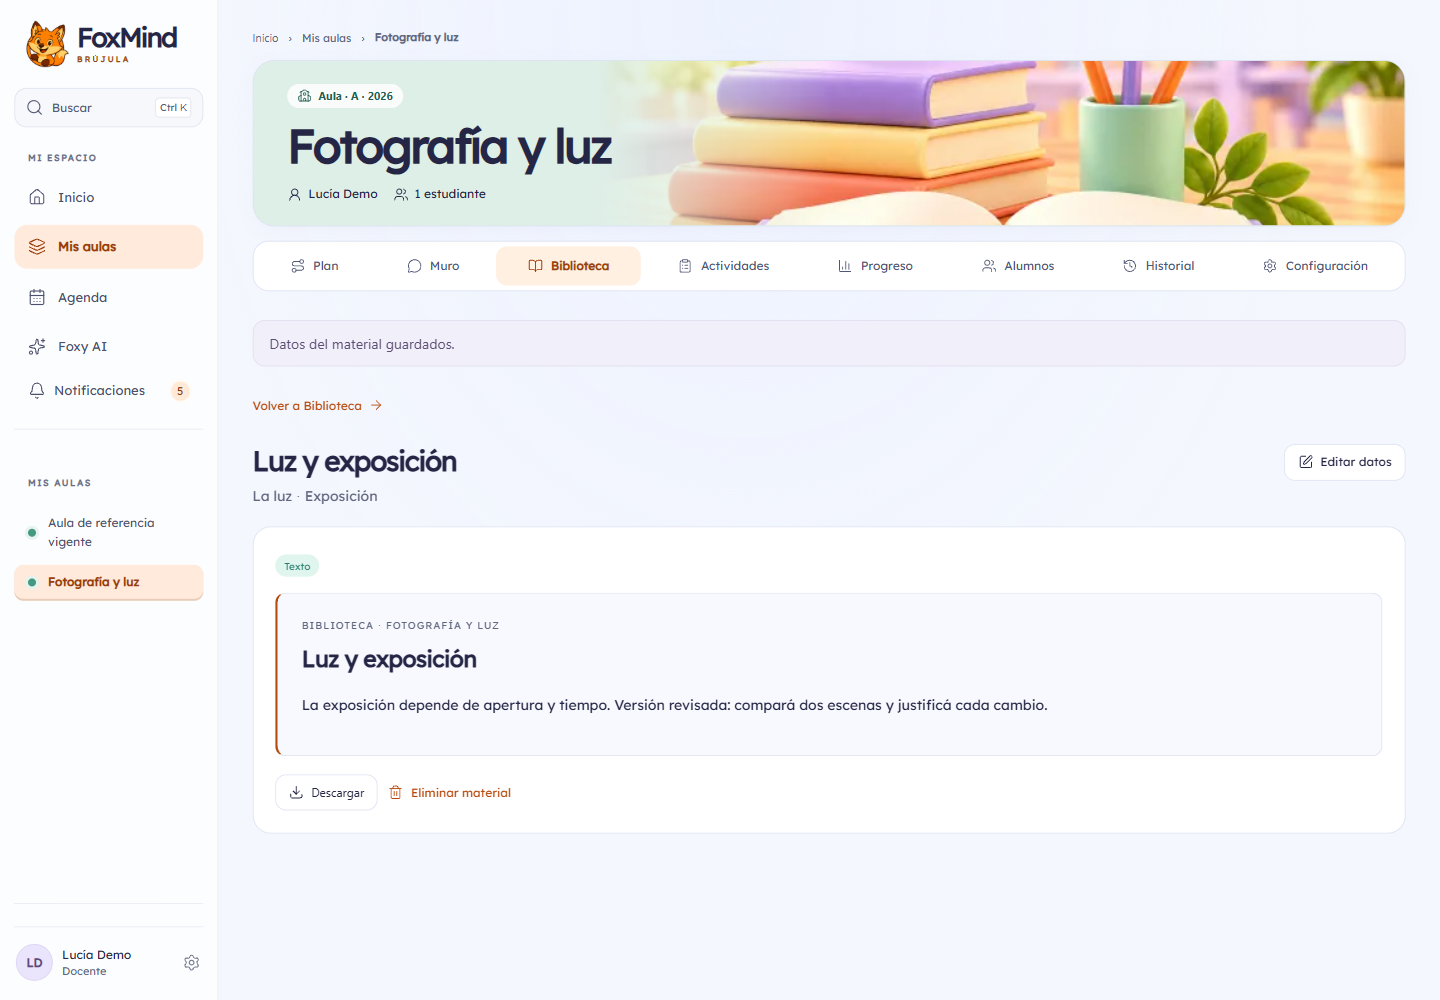 FoxMind
BRÚJULA
Buscar
Ctrl K
MI ESPACIO
Inicio
Mis aulas
Agenda
Foxy AI
Notificaciones 5
MIS AULAS
Aula de referencia
vigente
Fotografía y luz
LD
Lucía Demo
Docente
Inicio › Mis aulas › Fotografía y luz
Aula · A · 2026
Fotografía y luz
Lucía Demo 1 estudiante
Plan Muro Biblioteca Actividades Progreso Alumnos Historial Configuración
Datos del material guardados.
Volver a Biblioteca →
Luz y exposición
Editar datos
La luz · Exposición
Texto
BIBLIOTECA · FOTOGRAFÍA Y LUZ
Luz y exposición
La exposición depende de apertura y tiempo. Versión revisada: compará dos escenas y justificá cada cambio.
Descargar Eliminar material